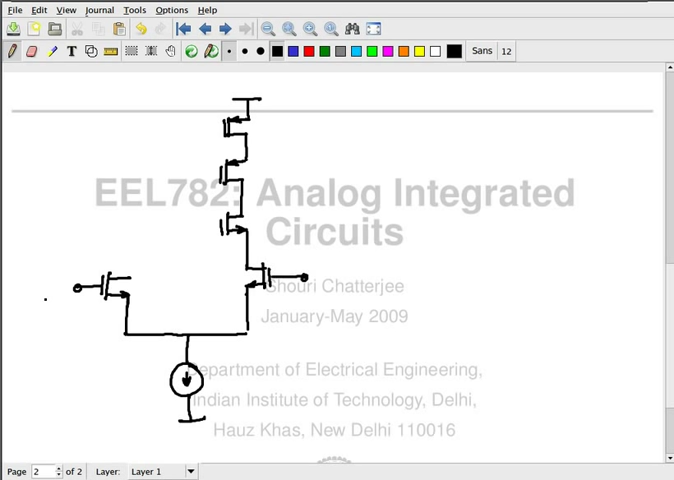 File Edit View Journal Tools Options Help
Sans 12
EEL782: Analog Integrated
Circuits
Shouri Chatterjee
January-May 2009
Department of Electrical Engineering,
Indian Institute of Technology, Delhi,
Hauz Khas, New Delhi 110016
Page 2 of 2 Layer: Layer 1